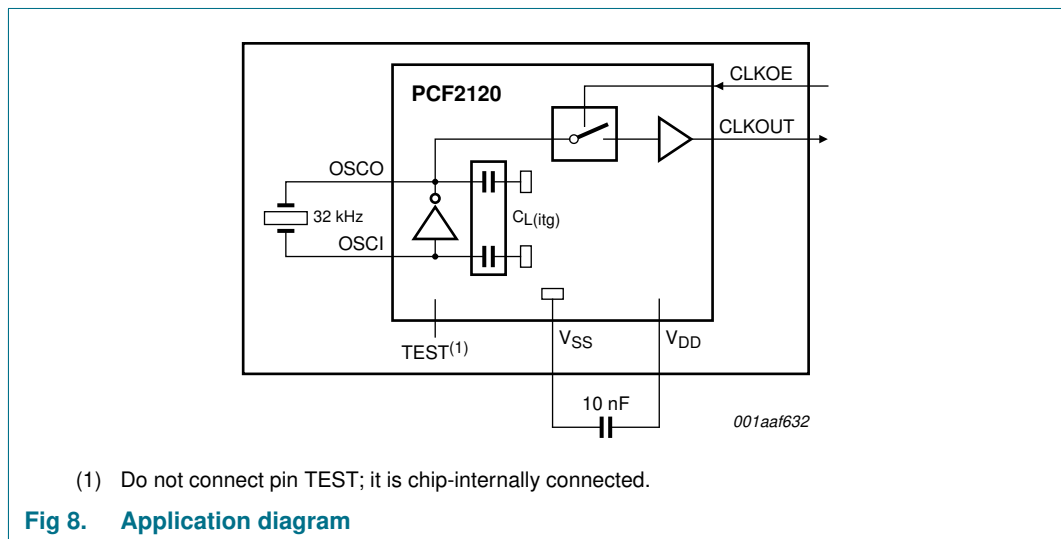 CLKOE
PCF2120
CLKOUT
OSCO
32 kHz
CL(itg)
OSCI
TEST(1)
VSS
VDD
10 nF
001aaf632
(1) Do not connect pin TEST; it is chip-internally connected.
Fig 8. Application diagram